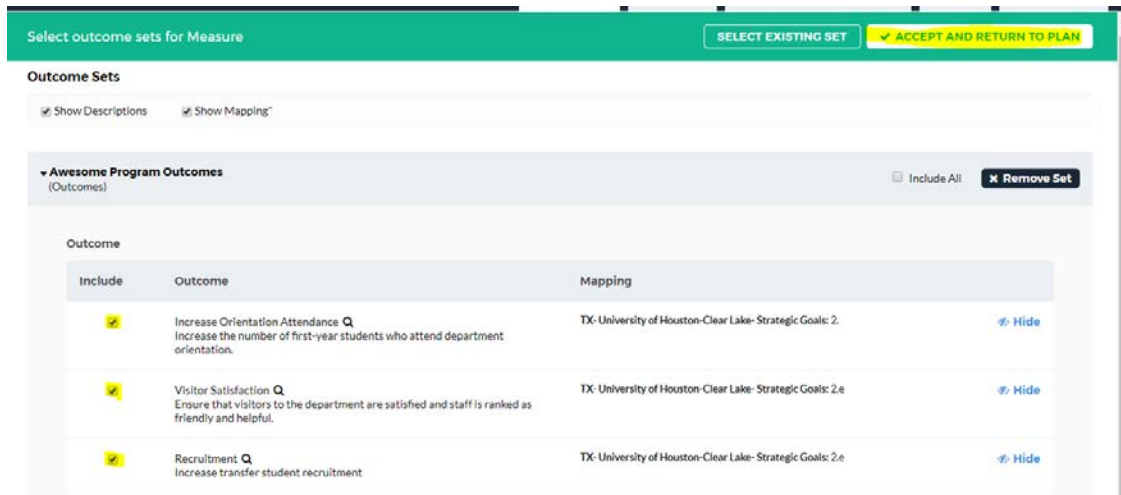 Select outcome sets for Measure
SELECT EXISTING SET
✔ ACCEPT AND RETURN TO PLAN
Outcome Sets
Show Descriptions
Show Mapping*
Awesome Program Outcomes
(Outcomes)
Include All
✖ Remove Set
Outcome
Include
Outcome
Mapping
Increase Orientation Attendance
Increase the number of first-year students who attend department
orientation.
TX- University of Houston-Clear Lake- Strategic Goals: 2.
Hide
Visitor Satisfaction
Ensure that visitors to the department are satisfied and staff is ranked as
friendly and helpful.
TX- University of Houston-Clear Lake- Strategic Goals: 2.e
Hide
Recruitment
Increase transfer student recruitment
TX- University of Houston-Clear Lake- Strategic Goals: 2.e
Hide